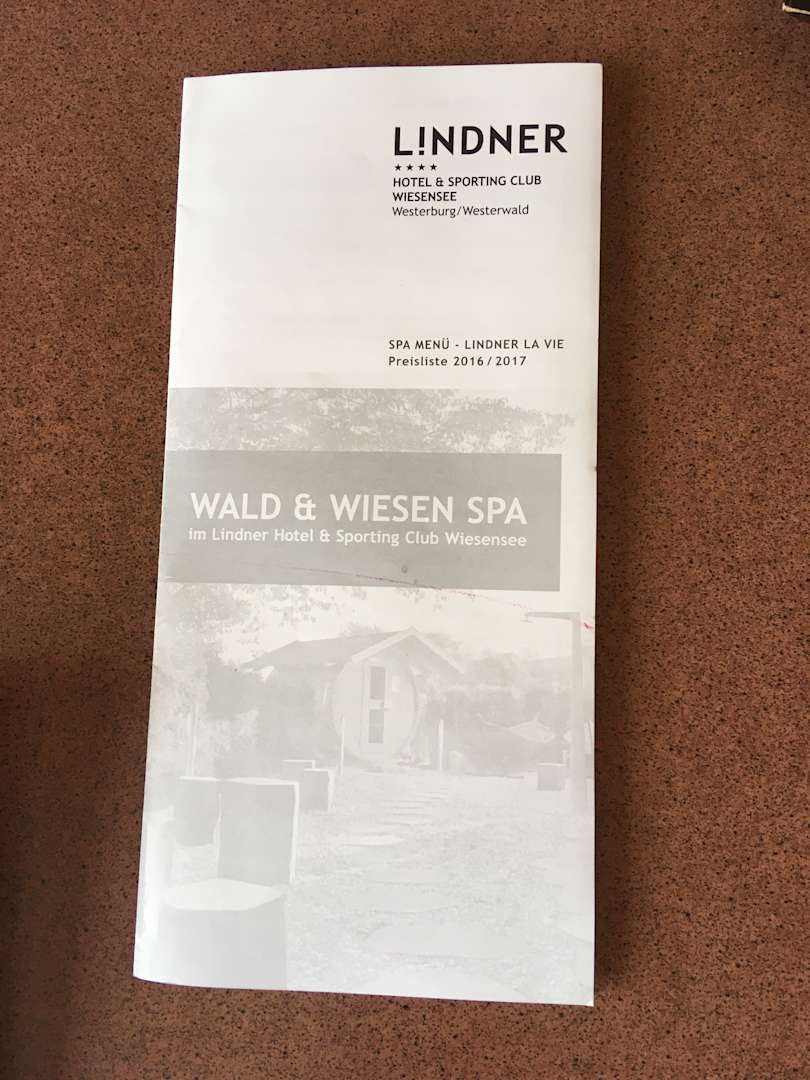 L!NDNER
★★★★
HOTEL & SPORTING CLUB
WIESENSEE
Westerburg/Westerwald
SPA MENÜ - LINDNER LA VIE
Preisliste 2016/2017
WALD & WIESEN SPA
im Lindner Hotel & Sporting Club Wiesensee